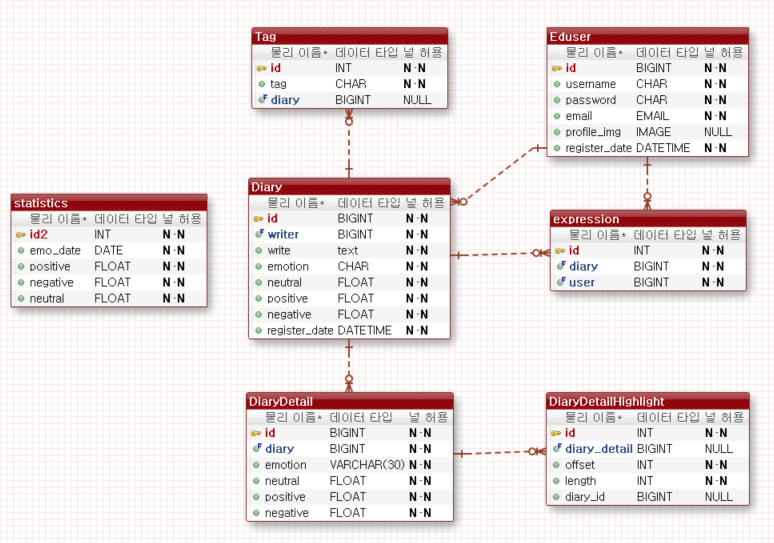 Tag
물리 이름* 데이터 타입 널 허용
id INT N·N
tag CHAR N·N
diary BIGINT NULL
Eduser
물리 이름* 데이터 타입 널 허용
id BIGINT N·N
username CHAR N·N
password CHAR N·N
email EMAIL N·N
profile_img IMAGE NULL
register_date DATETIME N·N
statistics
물리 이름* 데이터 타입 널 허용
id2 INT N·N
emo_date DATE N·N
positive FLOAT N·N
negative FLOAT N·N
neutral FLOAT N·N
Diary
물리 이름* 데이터 타입 널 허용
id BIGINT N·N
writer BIGINT N·N
write text N·N
emotion CHAR N·N
neutral FLOAT N·N
positive FLOAT N·N
negative FLOAT N·N
register_date DATETIME N·N
expression
물리 이름* 데이터 타입 널 허용
id INT N·N
diary BIGINT N·N
user BIGINT N·N
DiaryDetail
물리 이름* 데이터 타입 널 허용
id BIGINT N·N
diary BIGINT N·N
emotion VARCHAR(30) N·N
neutral FLOAT N·N
positive FLOAT N·N
negative FLOAT N·N
DiaryDetailHighlight
물리 이름* 데이터 타입 널 허용
id INT N·N
diary_detail BIGINT NULL
offset INT N·N
length INT N·N
diary_id BIGINT NULL